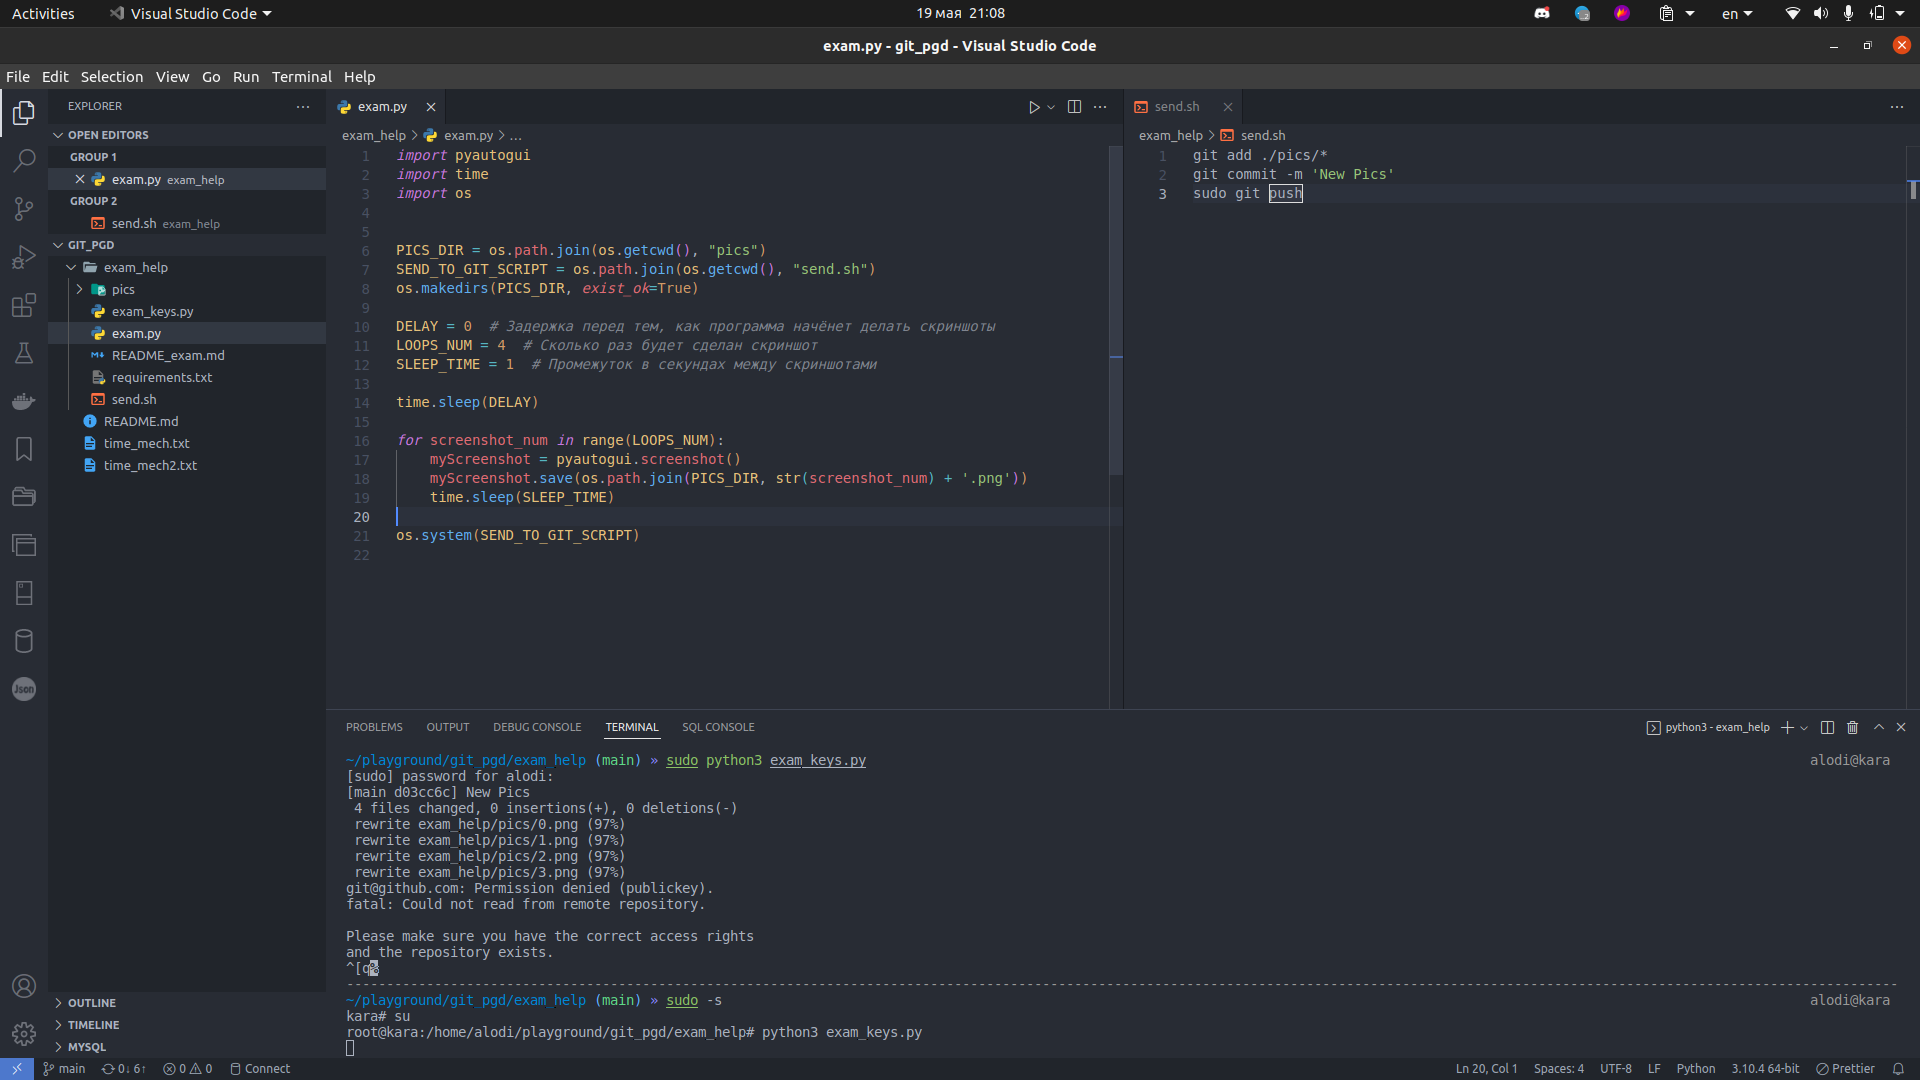 Activities
Visual Studio Code
19 мая 21:08
en
exam.py - git_pgd - Visual Studio Code
File Edit Selection View Go Run Terminal Help
EXPLORER
OPEN EDITORS
GROUP 1
exam.py exam_help
GROUP 2
send.sh exam_help
GIT_PGD
exam_help
pics
exam_keys.py
exam.py
README_exam.md
requirements.txt
send.sh
README.md
time_mech.txt
time_mech2.txt
OUTLINE
TIMELINE
MYSQL
Json
exam.py
exam_help > exam.py > ...
1 import pyautogui
2 import time
3 import os
4
5
6 PICS_DIR = os.path.join(os.getcwd(), "pics")
7 SEND_TO_GIT_SCRIPT = os.path.join(os.getcwd(), "send.sh")
8 os.makedirs(PICS_DIR, exist_ok=True)
9
10 DELAY = 0  # Задержка перед тем, как программа начёнет делать скриншоты
11 LOOPS_NUM = 4  # Сколько раз будет сделан скриншот
12 SLEEP_TIME = 1  # Промежуток в секундах между скриншотами
13
14 time.sleep(DELAY)
15
16 for screenshot_num in range(LOOPS_NUM):
17     myScreenshot = pyautogui.screenshot()
18     myScreenshot.save(os.path.join(PICS_DIR, str(screenshot_num) + '.png'))
19     time.sleep(SLEEP_TIME)
20
21 os.system(SEND_TO_GIT_SCRIPT)
22
send.sh
exam_help > send.sh
1 git add ./pics/*
2 git commit -m 'New Pics'
3 sudo git push
PROBLEMS OUTPUT DEBUG CONSOLE TERMINAL SQL CONSOLE
python3 - exam_help
~/playground/git_pgd/exam_help (main) » sudo python3 exam_keys.py alodi@kara
[sudo] password for alodi:
[main d03cc6c] New Pics
 4 files changed, 0 insertions(+), 0 deletions(-)
 rewrite exam_help/pics/0.png (97%)
 rewrite exam_help/pics/1.png (97%)
 rewrite exam_help/pics/2.png (97%)
 rewrite exam_help/pics/3.png (97%)
git@github.com: Permission denied (publickey).
fatal: Could not read from remote repository.
Please make sure you have the correct access rights
and the repository exists.
^[q%
~/playground/git_pgd/exam_help (main) » sudo -s alodi@kara
kara# su
root@kara:/home/alodi/playground/git_pgd/exam_help# python3 exam_keys.py
main 0↓ 6↑ 0 0 Connect
Ln 20, Col 1 Spaces: 4 UTF-8 LF Python 3.10.4 64-bit Prettier